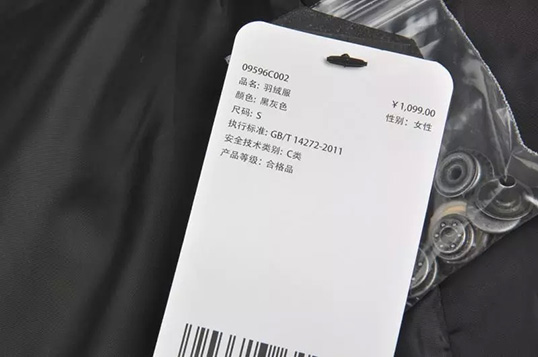 09596C002
品名: 羽绒服 ¥1,099.00
颜色: 黑灰色 性别: 女性
尺码: S
执行标准: GB/T 14272-2011
安全技术类别: C类
产品等级: 合格品